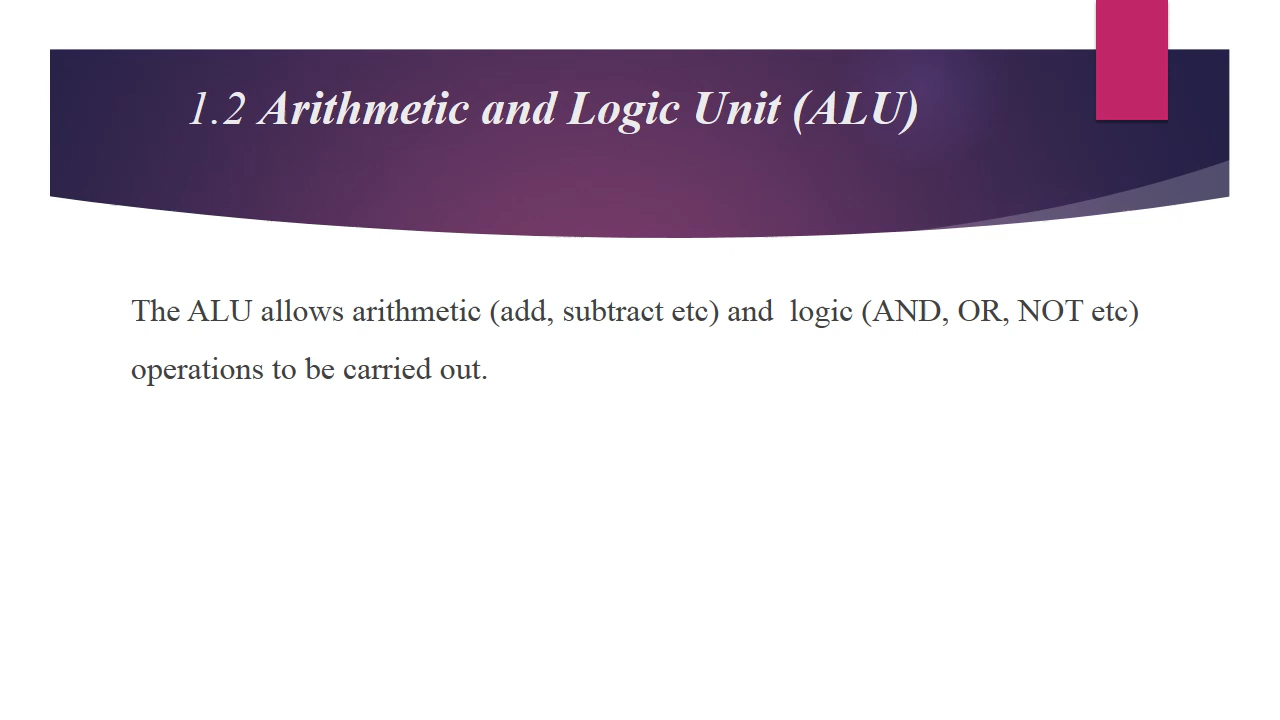 1.2 Arithmetic and Logic Unit (ALU)
The ALU allows arithmetic (add, subtract etc) and  logic (AND, OR, NOT etc)
operations to be carried out.